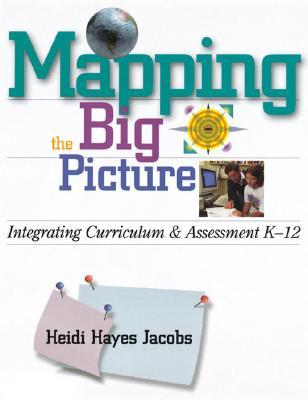 Mapping
the Big
Picture
Integrating Curriculum & Assessment K–12
Heidi Hayes Jacobs